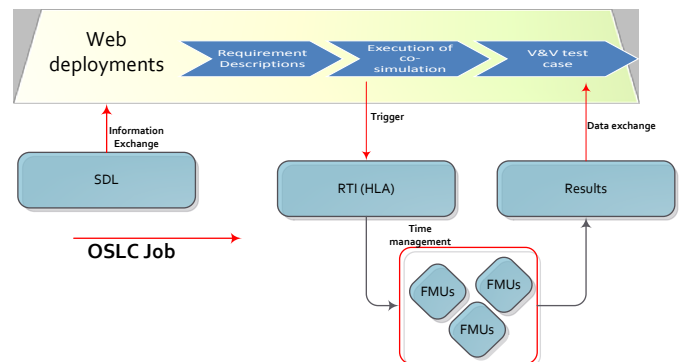 Web
deployments
Requirement
Descriptions
Execution of
co-
simulation
V&V test
case
Information
Exchange
Trigger
Data exchange
SDL
RTI (HLA)
Results
OSLC Job
Time
management
FMUs
FMUs
FMUs